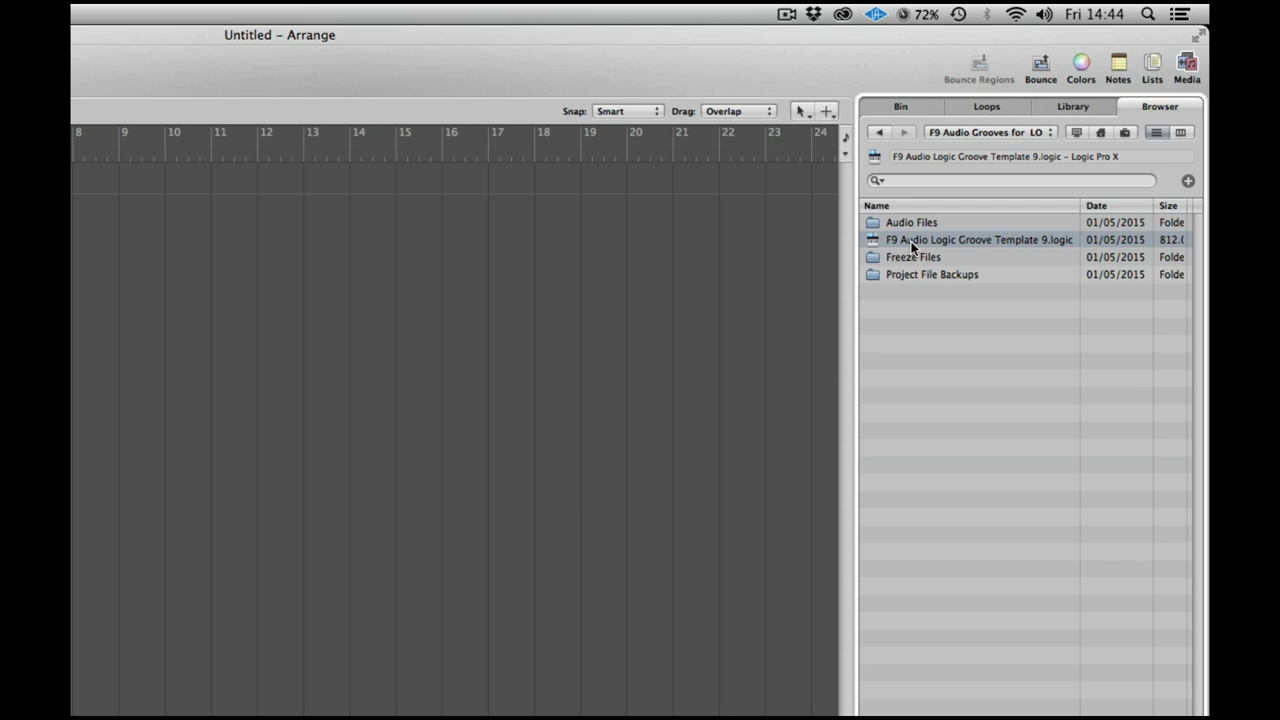 72% Fri 14:44
Untitled - Arrange
Bounce Regions Bounce Colors Notes Lists Media
Snap: Smart Drag: Overlap
Bin Loops Library Browser
8 9 10 11 12 13 14 15 16 17 18 19 20 21 22 23 24
F9 Audio Grooves for LO
F9 Audio Logic Groove Template 9.logic - Logic Pro X
Name Date Size
Audio Files 01/05/2015 Folde
F9 Audio Logic Groove Template 9.logic 01/05/2015 812.0
Freeze Files 01/05/2015 Folde
Project File Backups 01/05/2015 Folde